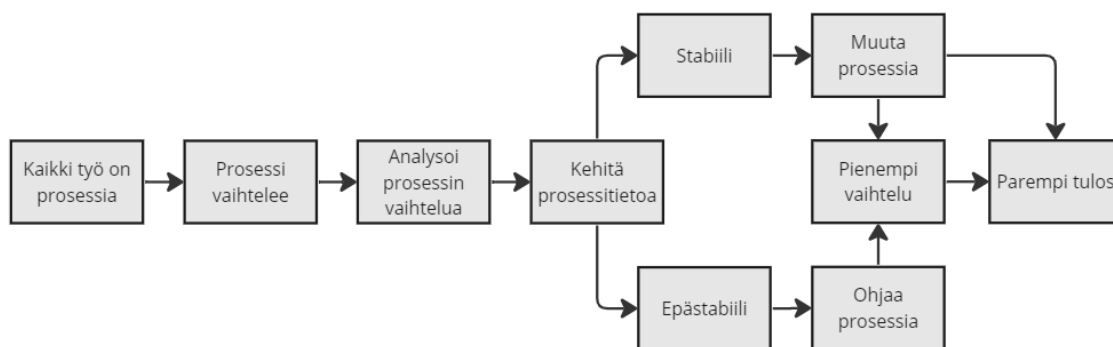 Kaikki työ on
prosessia
Prosessi
vaihtelee
Analysoi
prosessin
vaihtelua
Kehitä
prosessitietoa
Stabiili
Muuta
prosessia
Pienempi
vaihtelu
Parempi tulos
Epästabiili
Ohjaa
prosessia